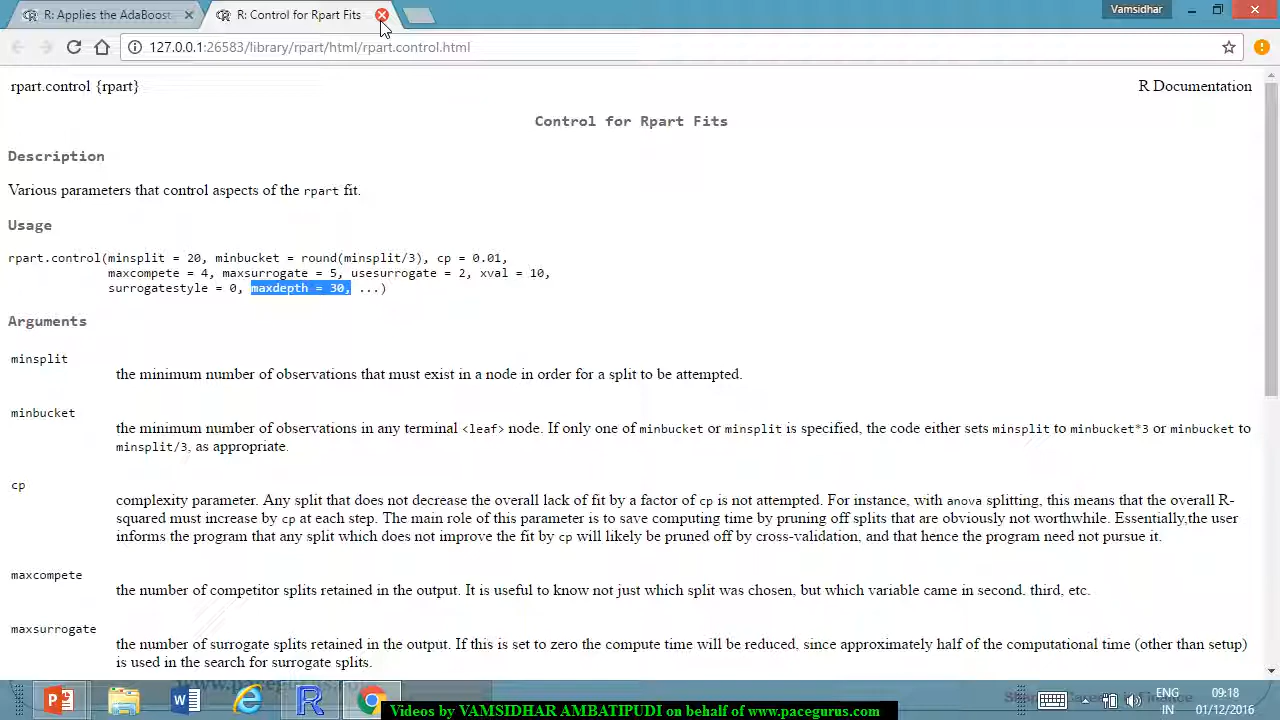 R: Applies the AdaBoost
R: Control for Rpart Fits
Vamsidhar
127.0.0.1:26583/library/rpart/html/rpart.control.html
rpart.control {rpart}
R Documentation
Control for Rpart Fits
Description
Various parameters that control aspects of the rpart fit.
Usage
rpart.control(minsplit = 20, minbucket = round(minsplit/3), cp = 0.01,
maxcompete = 4, maxsurrogate = 5, usesurrogate = 2, xval = 10,
surrogatestyle = 0, maxdepth = 30, ...)
Arguments
minsplit
the minimum number of observations that must exist in a node in order for a split to be attempted.
minbucket
the minimum number of observations in any terminal <leaf> node. If only one of minbucket or minsplit is specified, the code either sets minsplit to minbucket*3 or minbucket to
minsplit/3, as appropriate.
cp
complexity parameter. Any split that does not decrease the overall lack of fit by a factor of cp is not attempted. For instance, with anova splitting, this means that the overall R-
squared must increase by cp at each step. The main role of this parameter is to save computing time by pruning off splits that are obviously not worthwhile. Essentially,the user
informs the program that any split which does not improve the fit by cp will likely be pruned off by cross-validation, and that hence the program need not pursue it.
maxcompete
the number of competitor splits retained in the output. It is useful to know not just which split was chosen, but which variable came in second, third, etc.
maxsurrogate
the number of surrogate splits retained in the output. If this is set to zero the compute time will be reduced, since approximately half of the computational time (other than setup)
is used in the search for surrogate splits.
www.pacegurus.com
ENG
IN
09:18
01/12/2016
Videos by VAMSIDHAR AMBATIPUDI on behalf of www.pacegurus.com